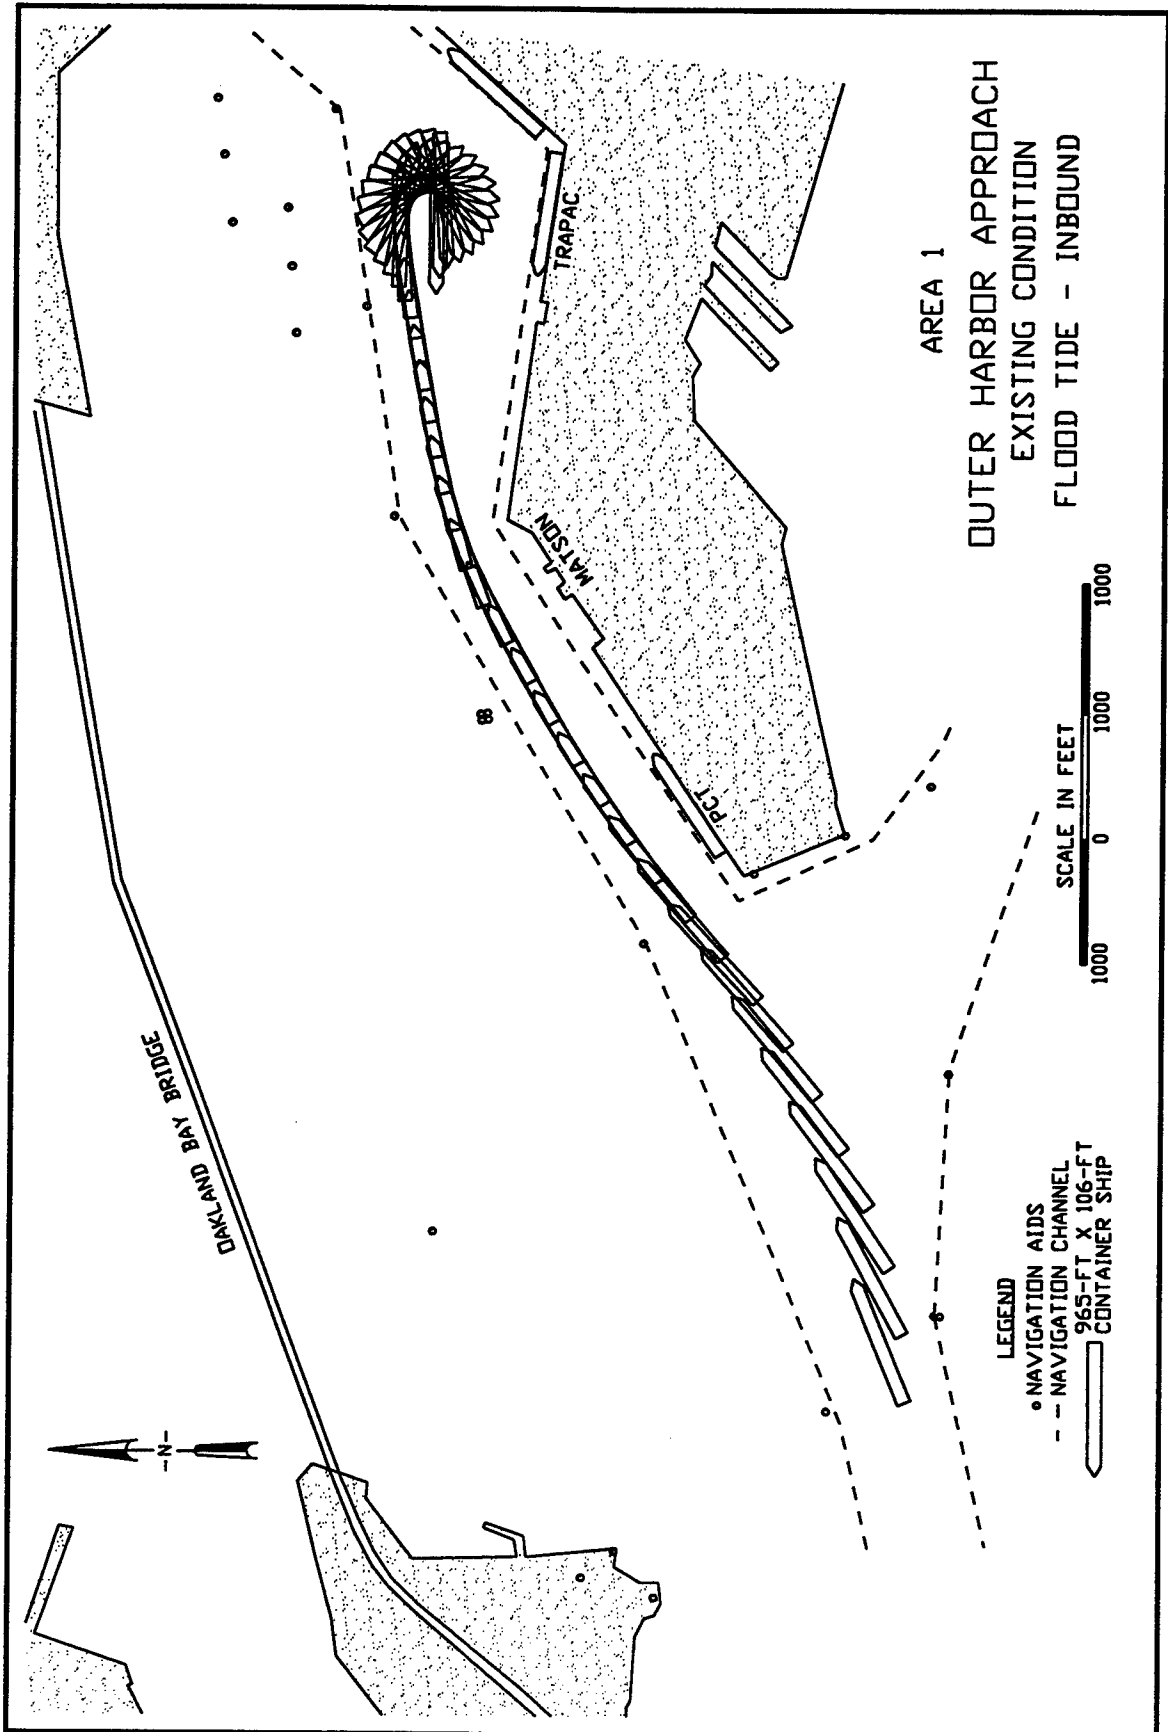 OAKLAND BAY BRIDGE
-N-
TRAPAC
MATSON
PCT
AREA 1
OUTER HARBOR APPROACH
EXISTING CONDITION
FLOOD TIDE - INBOUND
SCALE IN FEET
1000 0 1000 1000
LEGEND
NAVIGATION AIDS
-- NAVIGATION CHANNEL
965-FT X 106-FT
CONTAINER SHIP